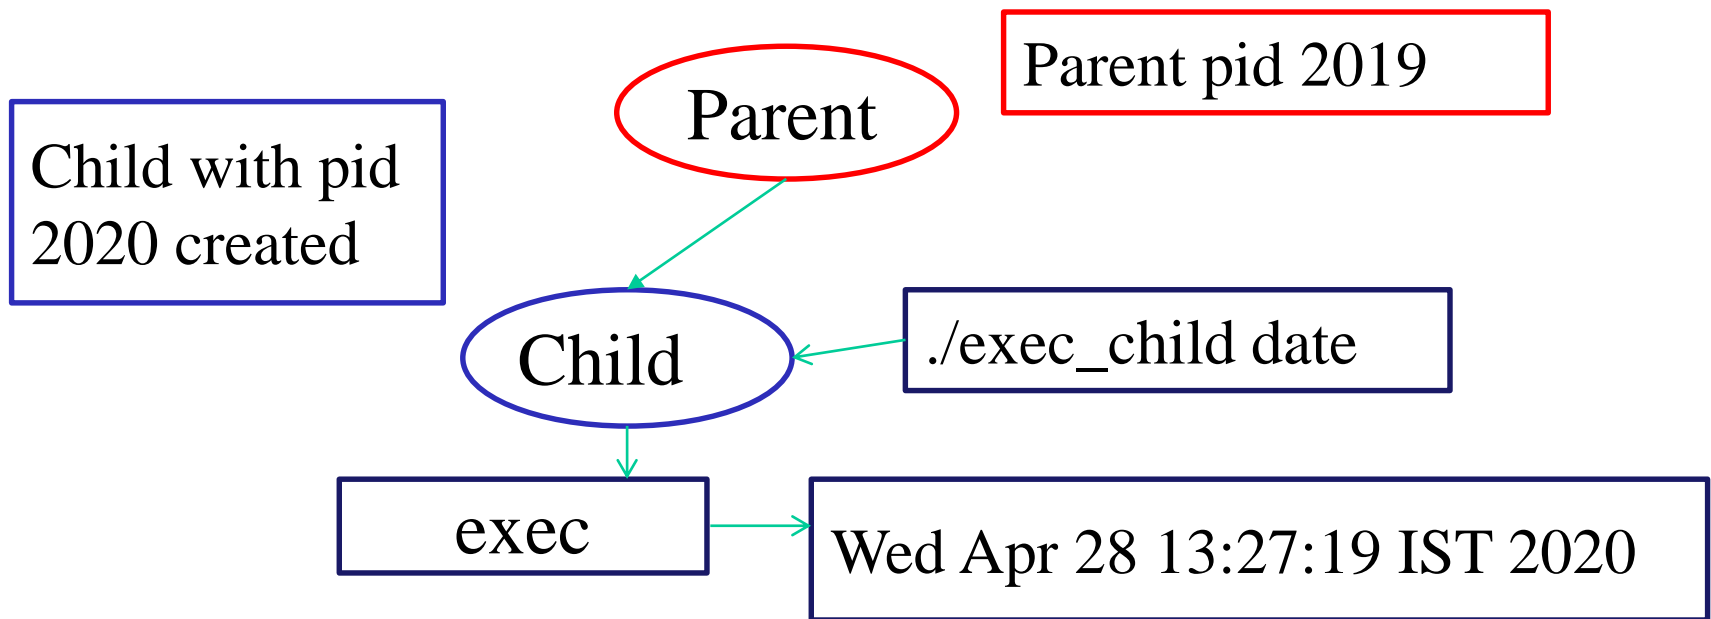 Parent pid 2019
Parent
Child with pid
2020 created
Child
./exec_child date
exec
Wed Apr 28 13:27:19 IST 2020